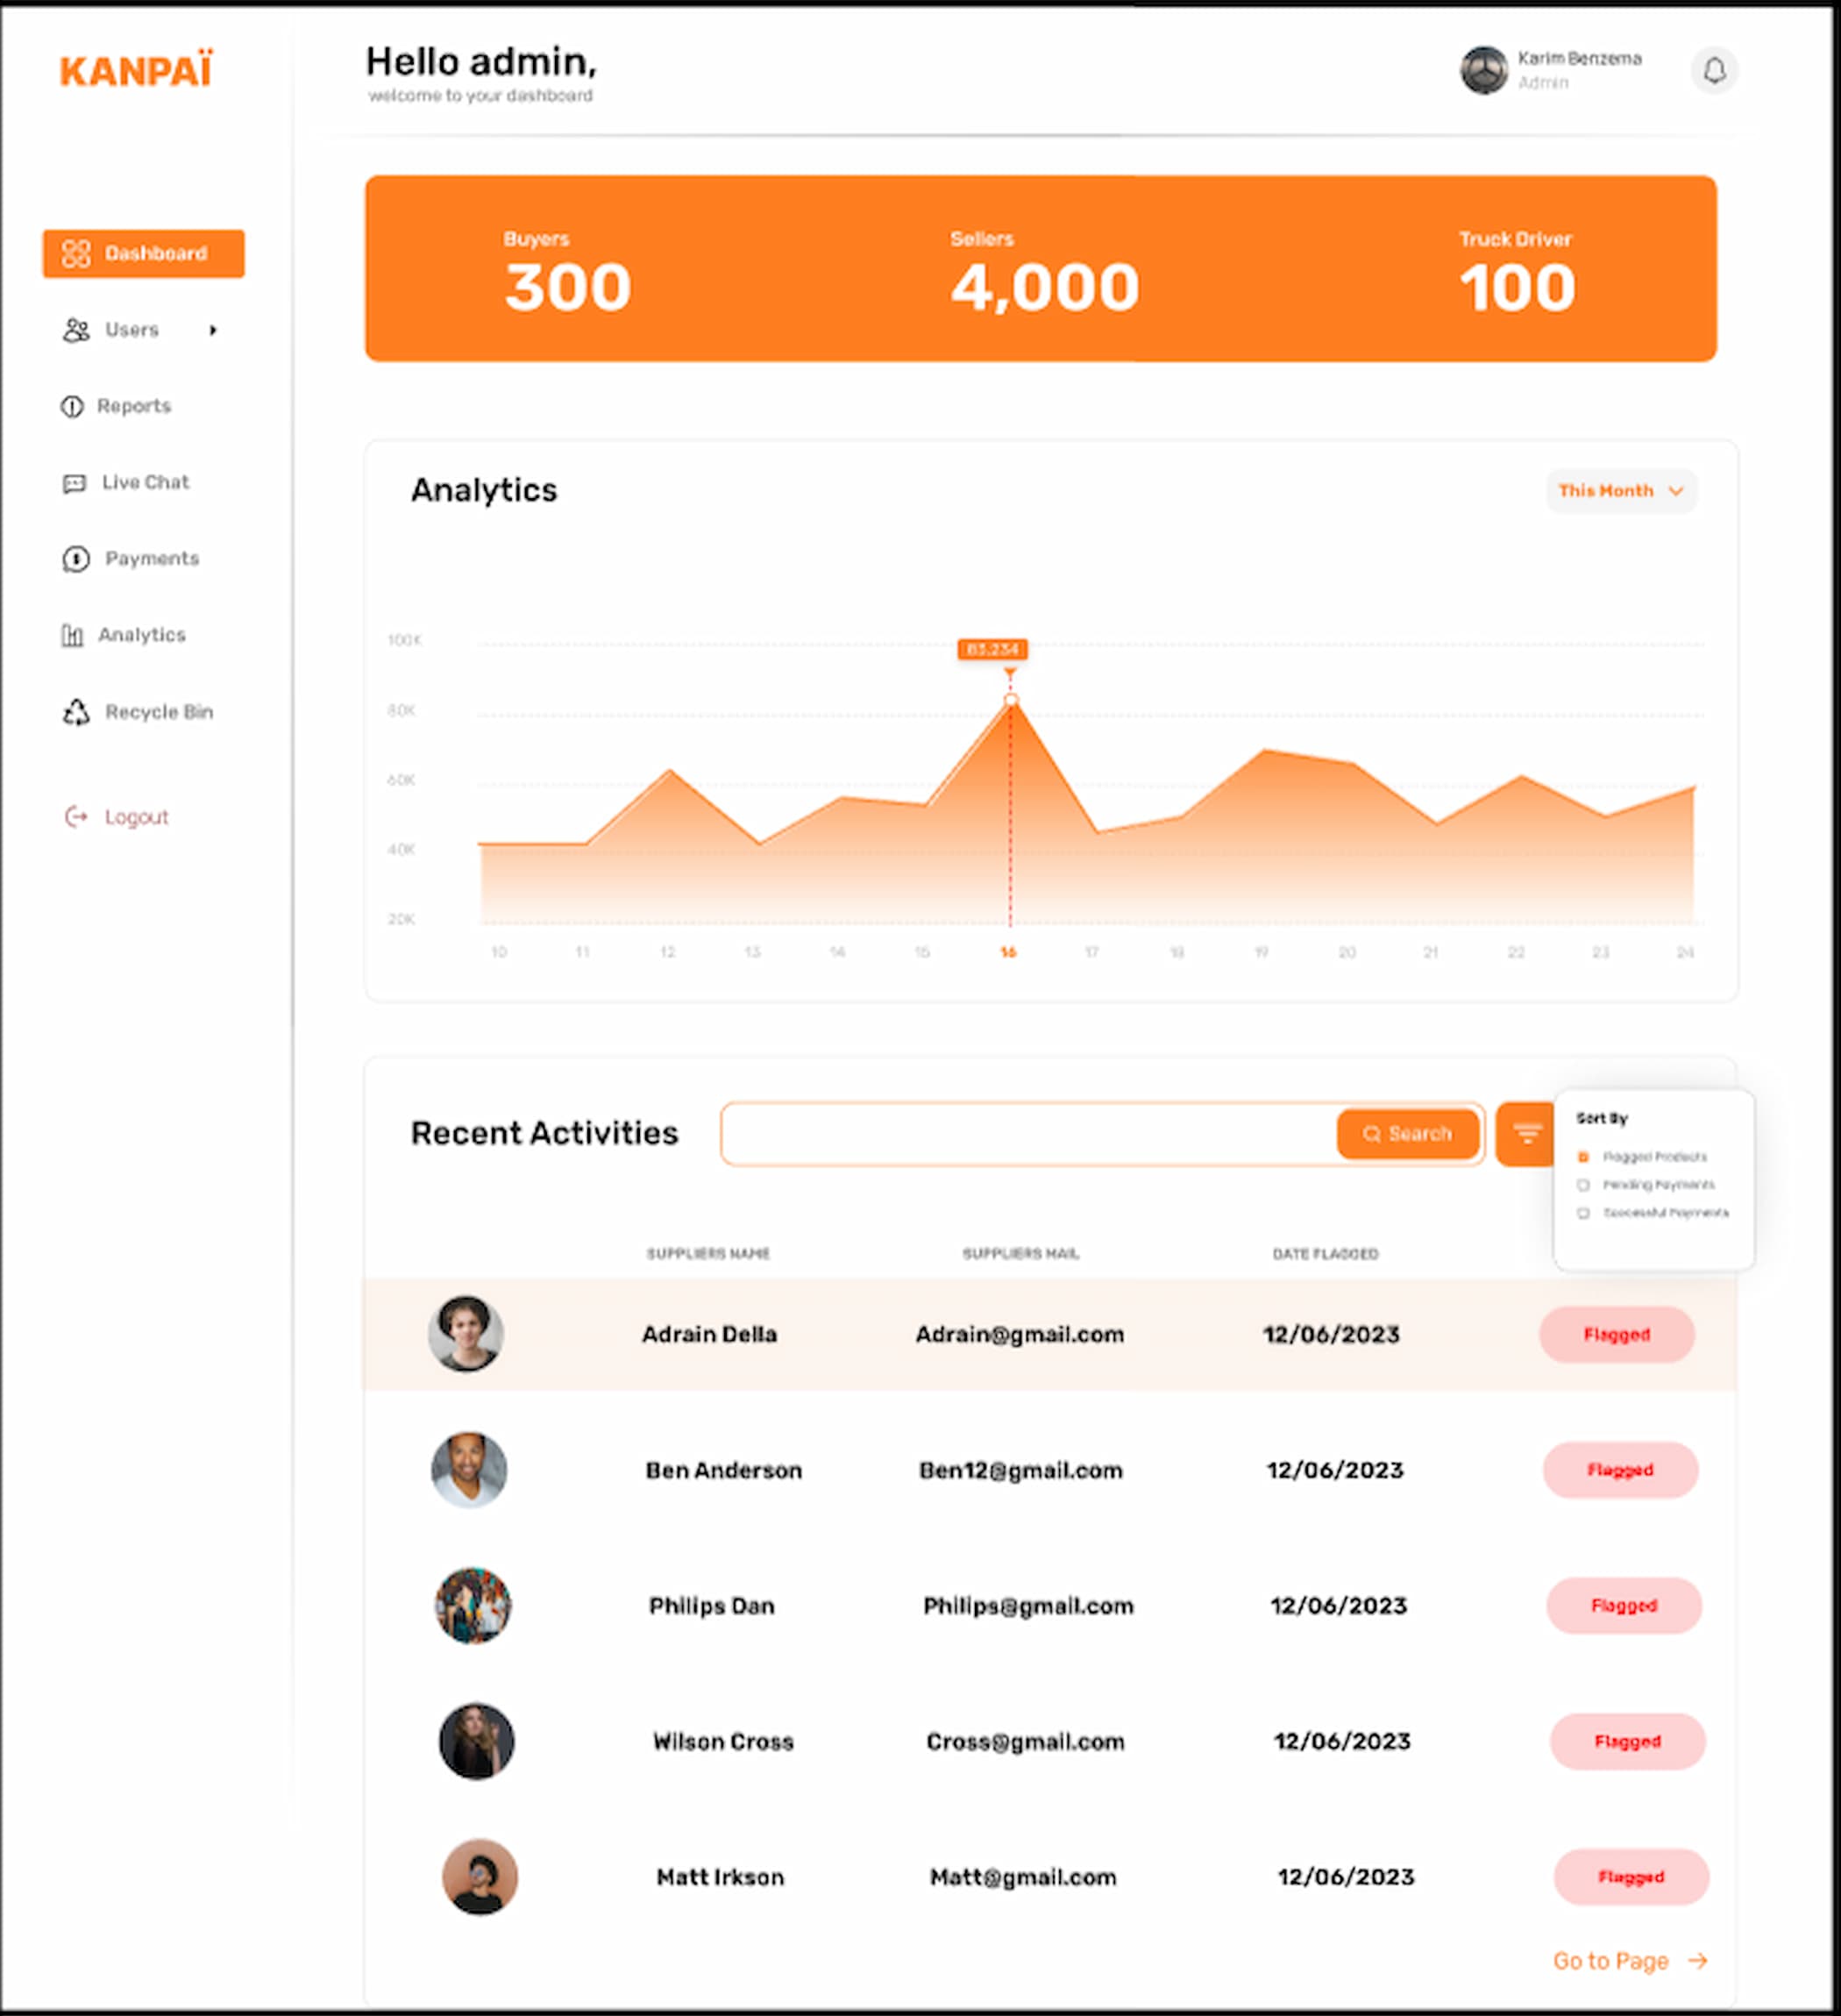 KANPAÏ
Hello admin,
welcome to your dashboard
Karim Benzema
Admin
Dashboard
Users
Reports
Live Chat
Payments
Analytics
Recycle Bin
Logout
Buyers
300
Sellers
4,000
Truck Driver
100
Analytics
This Month
100K
80K
60K
40K
20K
83,234
10 11 12 13 14 15 16 17 18 19 20 21 22 23 24
Recent Activities
Search
Sort By
Flagged Products
Pending Payments
Successful Payments
SUPPLIERS NAME SUPPLIERS MAIL DATE FLAGGED
Adrain Della Adrain@gmail.com 12/06/2023 Flagged
Ben Anderson Ben12@gmail.com 12/06/2023 Flagged
Philips Dan Philips@gmail.com 12/06/2023 Flagged
Wilson Cross Cross@gmail.com 12/06/2023 Flagged
Matt Irkson Matt@gmail.com 12/06/2023 Flagged
Go to Page